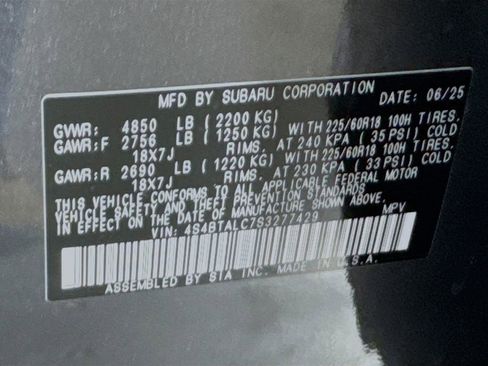 MFD BY SUBARU CORPORATION DATE 06/25
GVWR: 4850 LB (2200 KG)
GAWR:F 2756 LB (1250 KG) WITH 225/60R18 100H TIRES,
18X7J RIMS, AT 240 KPA (35 PSI) COLD
GAWR:R 2690 LB (1220 KG) WITH 225/60R18 100H TIRES,
18X7J RIMS, AT 230 KPA (33 PSI) COLD
THIS VEHICLE CONFORMS TO ALL APPLICABLE FEDERAL MOTOR
VEHICLE SAFETY AND THEFT PREVENTION STANDARDS
IN EFFECT ON THE DATE OF MANUFACTURE SHOWN ABOVE.
VIN: 4S4BTALC7S3277429 MPV
ASSEMBLED BY SIA INC. MADE IN U.S.A.